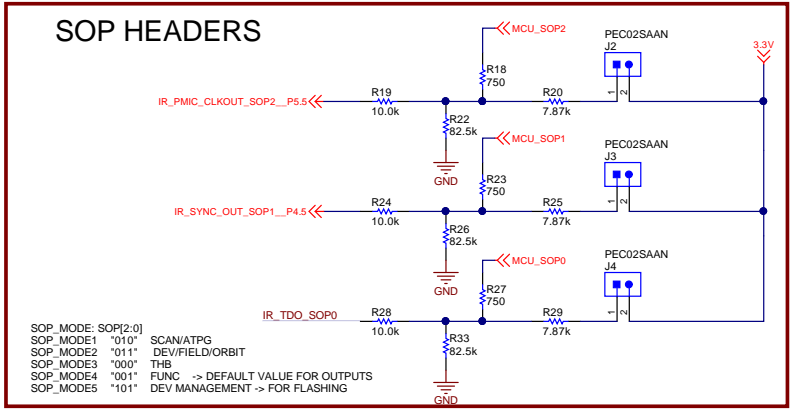 SOP HEADERS
MCU_SOP2
PEC02SAAN
J2
3.3V
R18
750
IR_PMIC_CLKOUT_SOP2__P5.5
R19
10.0k
R20
7.87k
1
2
R22
82.5k
GND
MCU_SOP1
PEC02SAAN
J3
R23
750
IR_SYNC_OUT_SOP1__P4.5
R24
10.0k
R25
7.87k
1
2
R26
82.5k
GND
MCU_SOP0
PEC02SAAN
J4
R27
750
IR_TDO_SOP0
R28
10.0k
R29
7.87k
1
2
R33
82.5k
GND
SOP_MODE: SOP[2:0]
SOP_MODE1 "010" SCAN/ATPG
SOP_MODE2 "011" DEV/FIELD/ORBIT
SOP_MODE3 "000" THB
SOP_MODE4 "001" FUNC -> DEFAULT VALUE FOR OUTPUTS
SOP_MODE5 "101" DEV MANAGEMENT -> FOR FLASHING